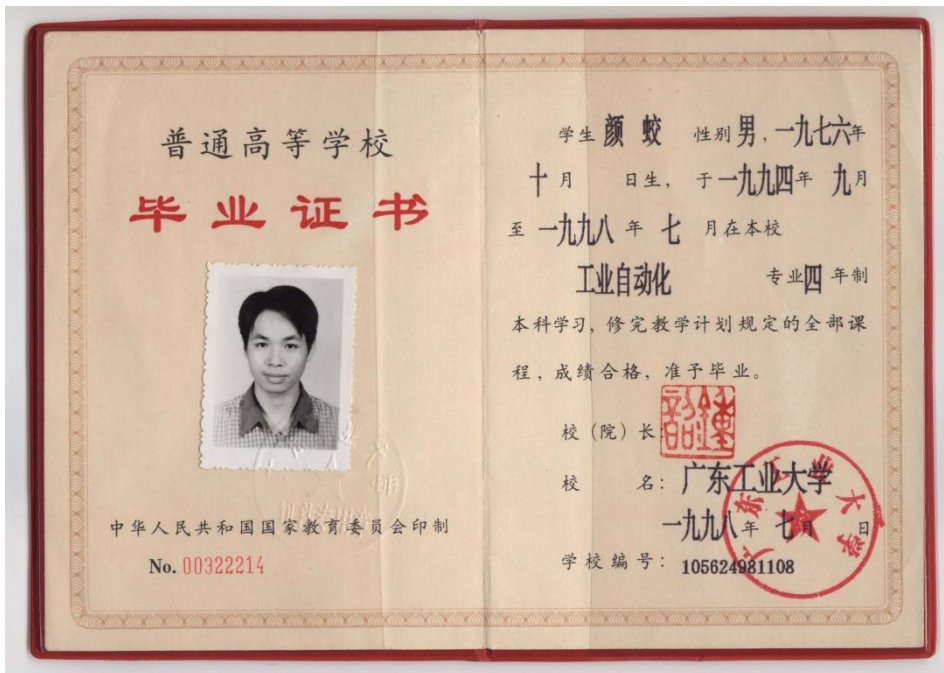 普通高等学校
毕业证书
中华人民共和国国家教育委员会印制
No. 00322214
学生 颜 蛟 性别 男，一九七六年
十月 日生，于一九九四年 九月
至 一九九八 年 七 月在本校
工业自动化 专业四 年制
本科学习，修完教学计划规定的全部课
程，成绩合格，准予毕业。
校（院）长：
校 名：广东工业大学
一九九八年 七月 日
学校编号：105624981108
广东工业大学